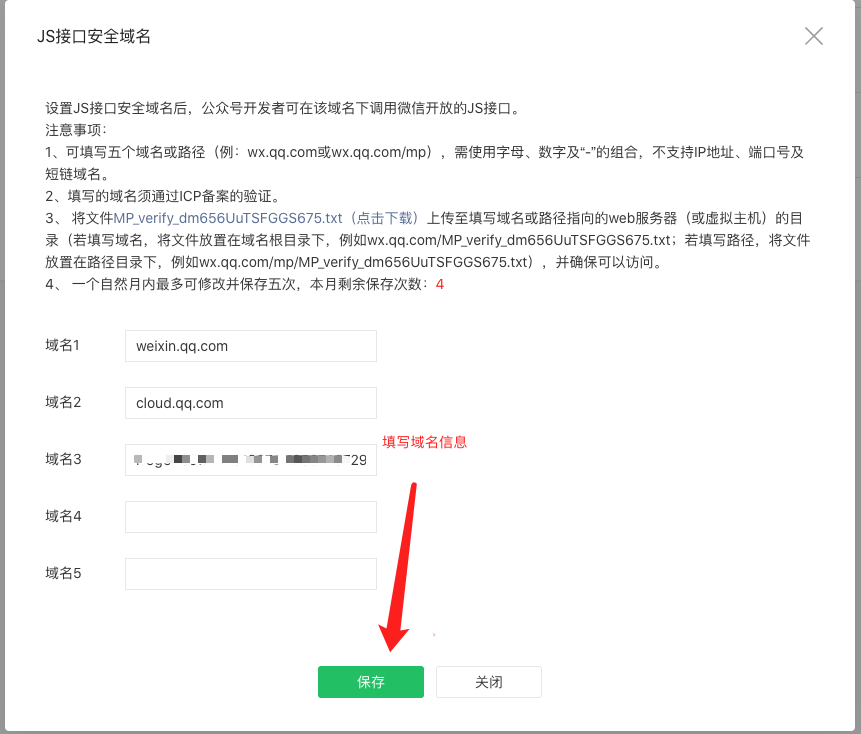 JS接口安全域名
设置JS接口安全域名后，公众号开发者可在该域名下调用微信开放的JS接口。
注意事项：
1、可填写五个域名或路径（例：wx.qq.com或wx.qq.com/mp），需使用字母、数字及“-”的组合，不支持IP地址、端口号及
短链域名。
2、填写的域名须通过ICP备案的验证。
3、 将文件MP_verify_dm656UuTSFGGS675.txt（点击下载）上传至填写域名或路径指向的web服务器（或虚拟主机）的目
录（若填写域名，将文件放置在域名根目录下，例如wx.qq.com/MP_verify_dm656UuTSFGGS675.txt；若填写路径，将文件
放置在路径目录下，例如wx.qq.com/mp/MP_verify_dm656UuTSFGGS675.txt），并确保可以访问。
4、 一个自然月内最多可修改并保存五次，本月剩余保存次数：4
域名1 weixin.qq.com
域名2 cloud.qq.com
填写域名信息
域名3
域名4
域名5
保存 关闭